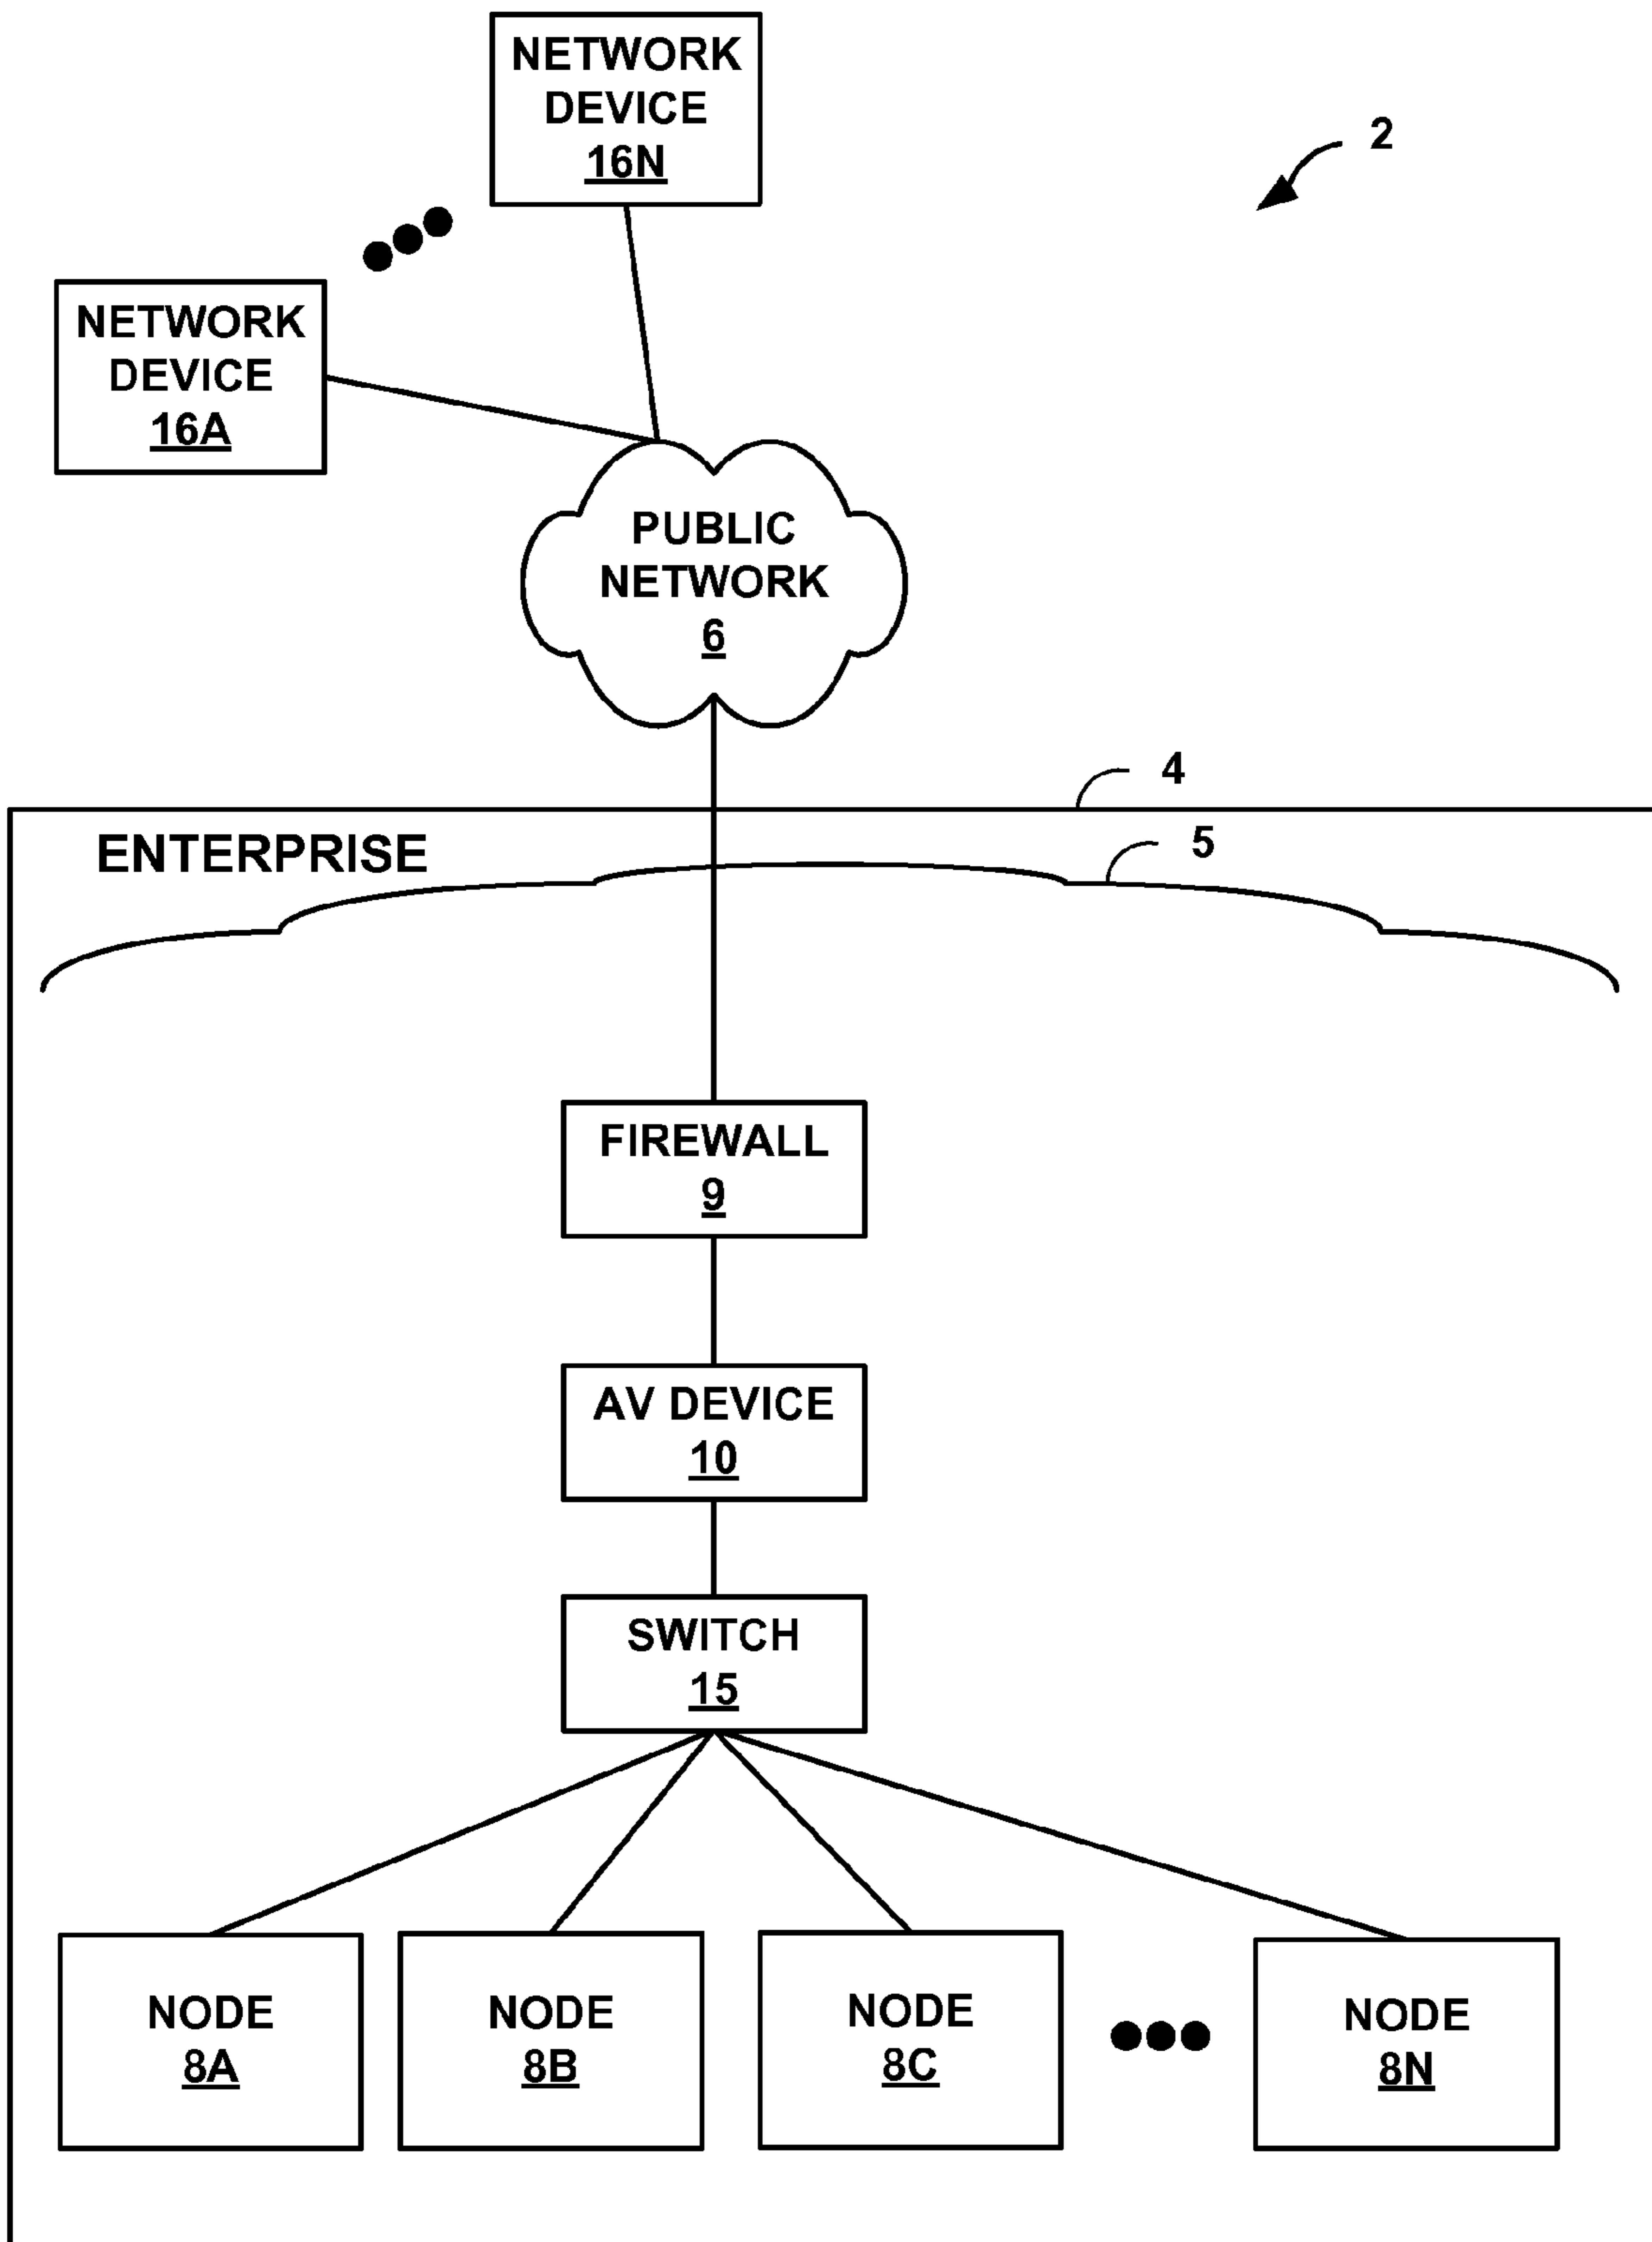 NETWORK
DEVICE
16N
2
NETWORK
DEVICE
16A
PUBLIC
NETWORK
6
4
ENTERPRISE
5
FIREWALL
9
AV DEVICE
10
SWITCH
15
NODE
8A
NODE
8B
NODE
8C
NODE
8N